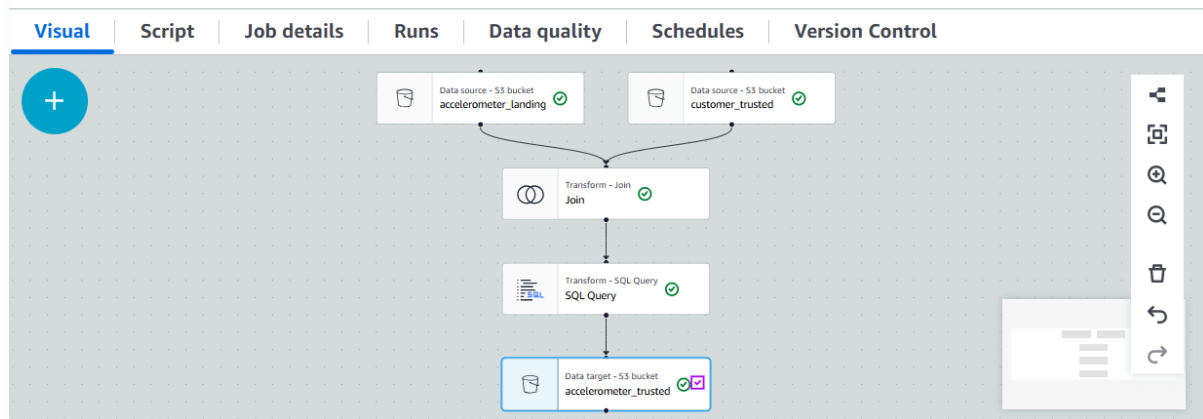 Visual Script Job details Runs Data quality Schedules Version Control
Data source - S3 bucket
accelerometer_landing
Data source - S3 bucket
customer_trusted
Transform - Join
Join
Transform - SQL Query
SQL Query
SQL
Data target - S3 bucket
accelerometer_trusted